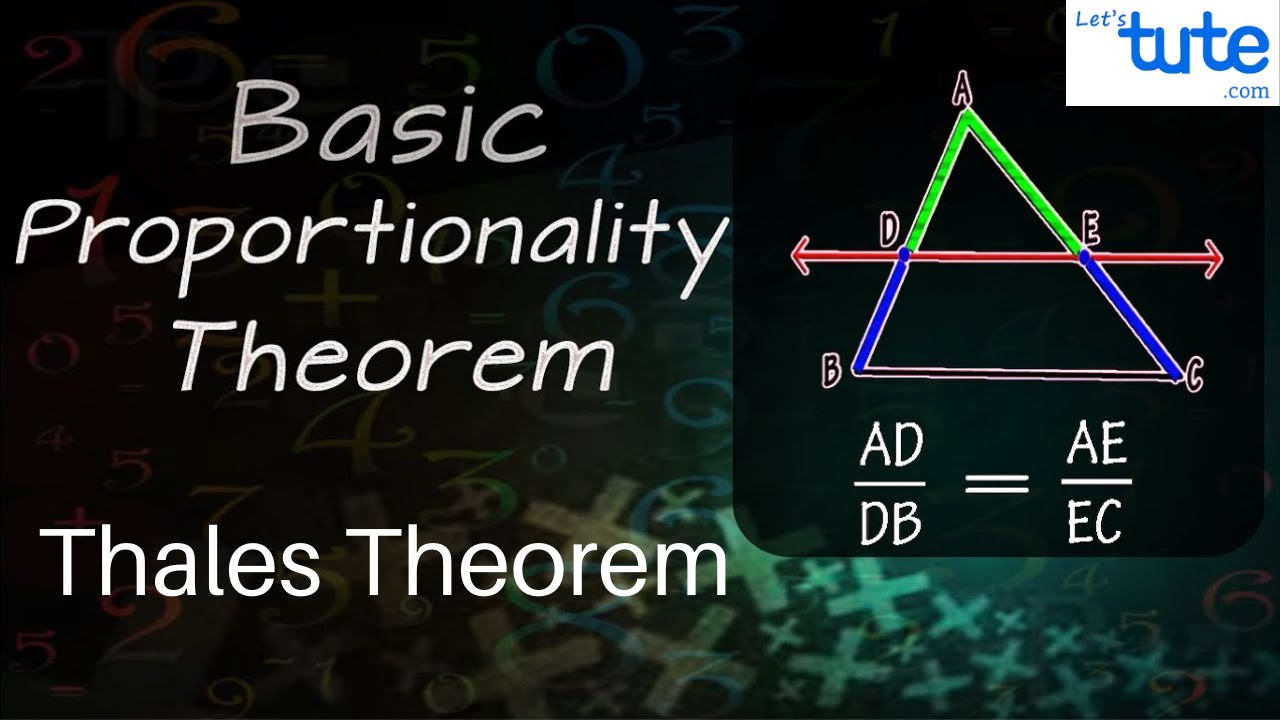 Basic
Proportionality
Theorem
Thales Theorem
Let's
tute
.com
A
D
E
B
C
AD
DB
=
AE
EC